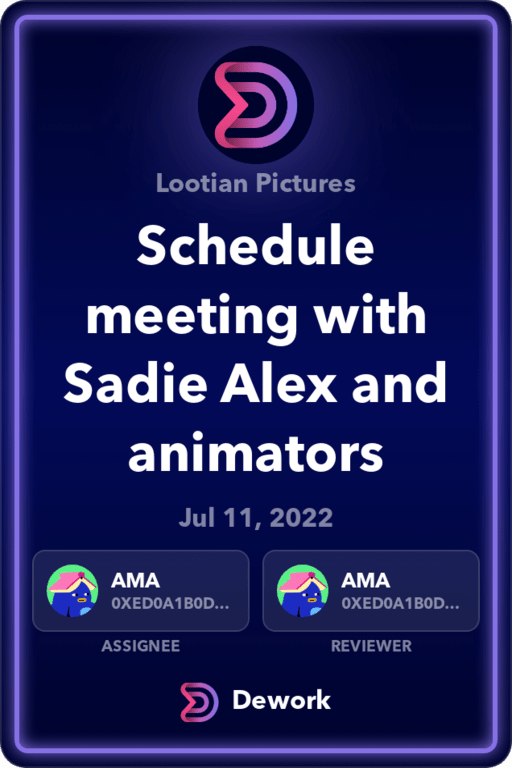 Lootian Pictures
Schedule
meeting with
Sadie Alex and
animators
Jul 11, 2022
AMA
0XED0A1B0D...
ASSIGNEE
AMA
0XED0A1B0D...
REVIEWER
Dework